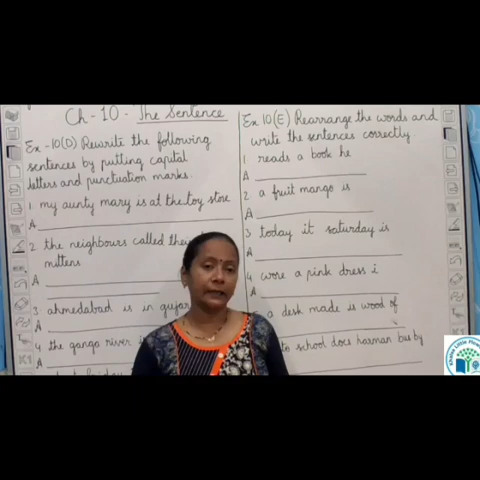 Ch-10- The Sentence
Ex-10(D) Rewrite the following
sentences by putting capital
letters and punctuation marks.
1 my aunty mary is at the toy store
A
2 the neighbours called their
mittens
A
3 ahmedabad is in gujar
A
4 the ganga river i
A
friday
Ex 10(E) Rearrange the words and
write the sentences correctly.
1 reads a book he
A
2 a fruit mango is
A
3 today it saturday is
A
4 wore a pink dress i
A
a desk made is wood of
to school does harman bus by